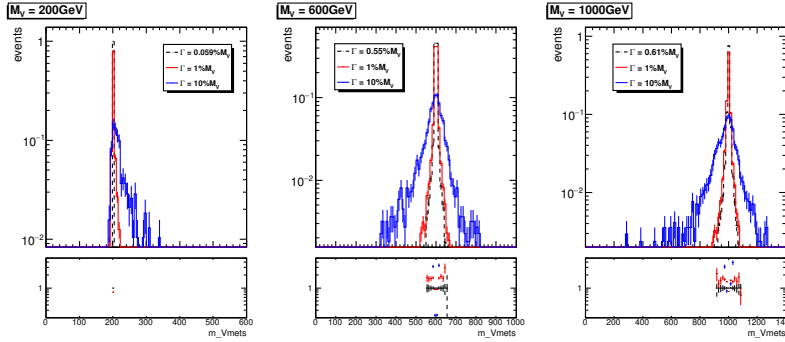 M_V = 200GeV
events
Γ = 0.059%M_V
Γ = 1%M_V
Γ = 10%M_V
1
10⁻¹
10⁻²
1
0 100 200 300 400 500 600
m_Vmets
M_V = 600GeV
events
Γ = 0.55%M_V
Γ = 1%M_V
Γ = 10%M_V
1
10⁻¹
10⁻²
1
0 100 200 300 400 500 600 700 800 900 1000
m_Vmets
M_V = 1000GeV
events
Γ = 0.61%M_V
Γ = 1%M_V
Γ = 10%M_V
1
10⁻¹
10⁻²
1
0 200 400 600 800 1000 1200
m_Vmets